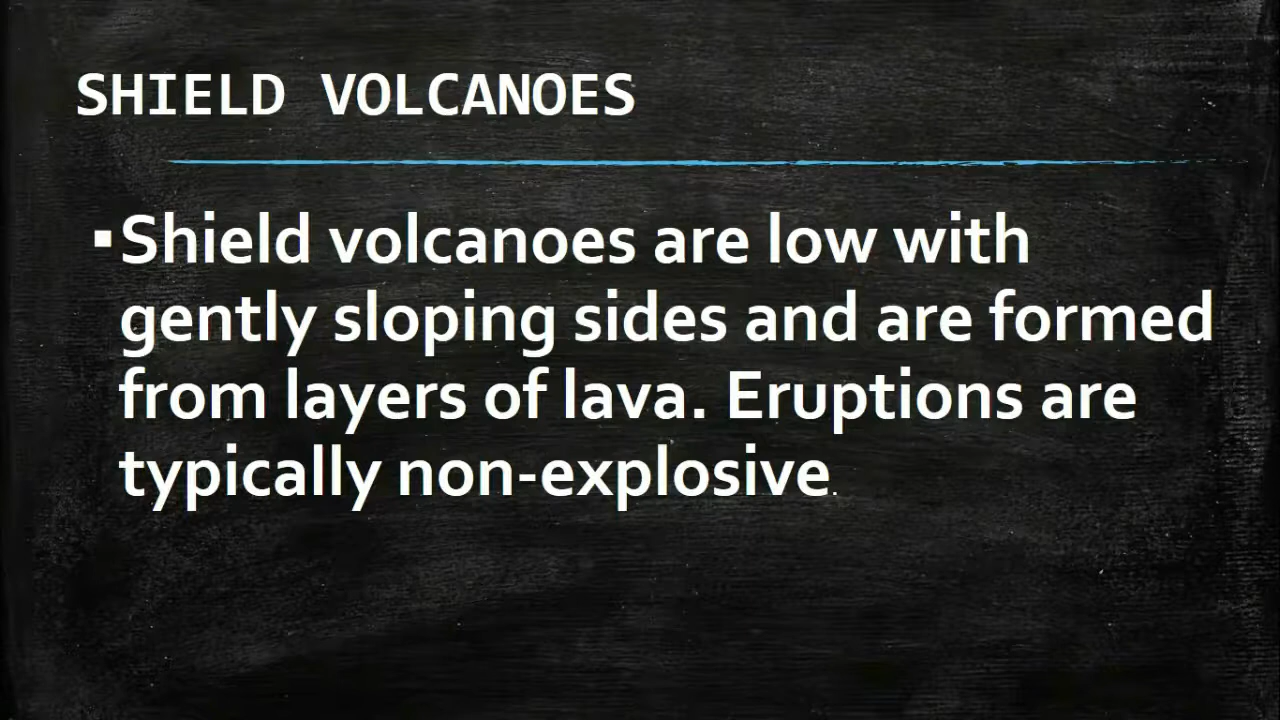 SHIELD VOLCANOES
▪Shield volcanoes are low with
gently sloping sides and are formed
from layers of lava. Eruptions are
typically non-explosive.